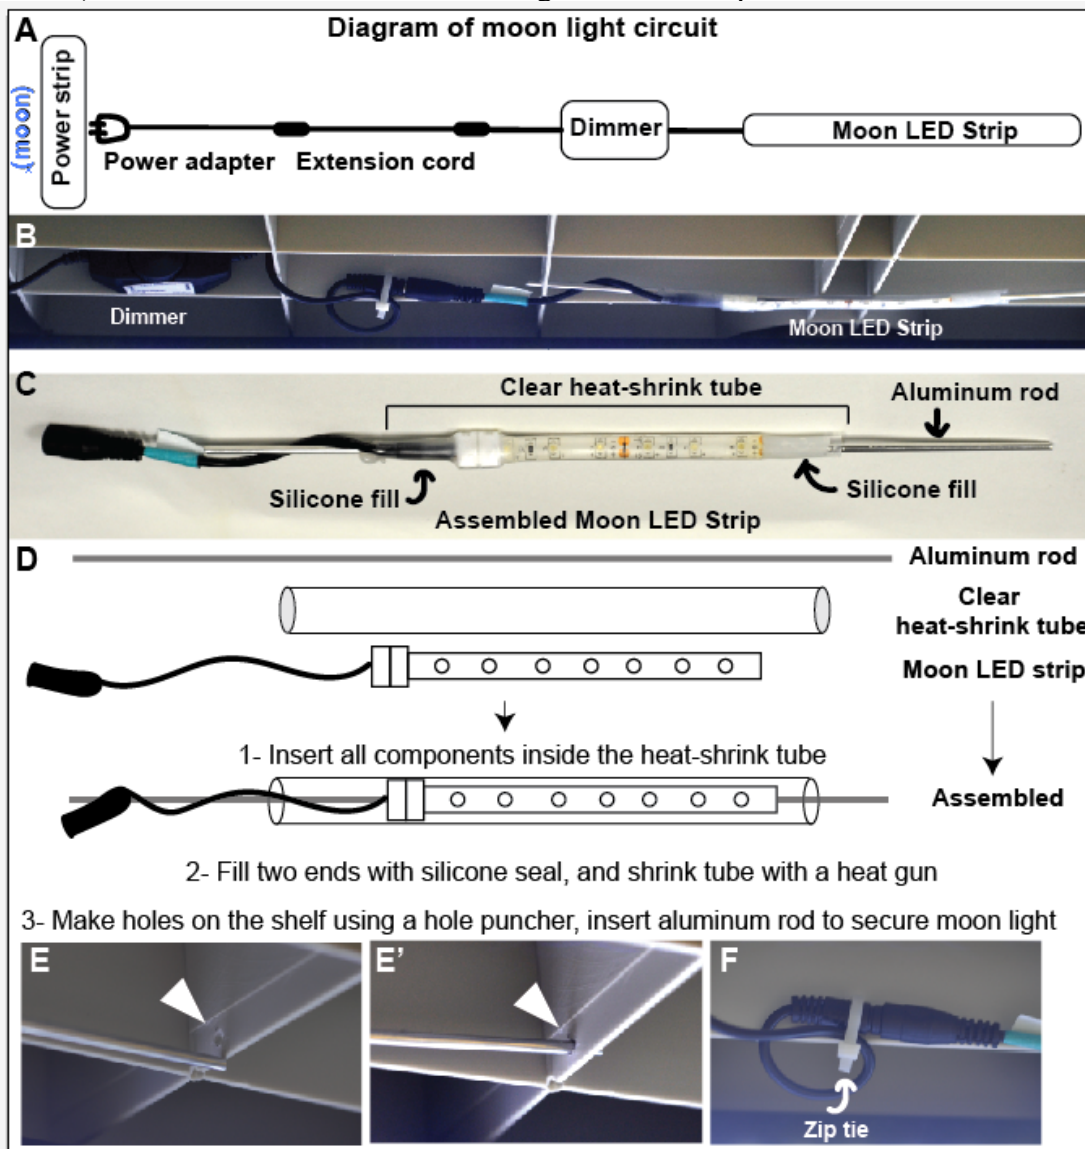 A
Diagram of moon light circuit
(moon)
Power strip
Dimmer
Moon LED Strip
Power adapter
Extension cord
B
Dimmer
Moon LED Strip
C
Clear heat-shrink tube
Aluminum rod
Silicone fill
Silicone fill
Assembled Moon LED Strip
D
Aluminum rod
Clear
heat-shrink tube
Moon LED strip
1- Insert all components inside the heat-shrink tube
Assembled
2- Fill two ends with silicone seal, and shrink tube with a heat gun
3- Make holes on the shelf using a hole puncher, insert aluminum rod to secure moon light
E
E’
F
Zip tie